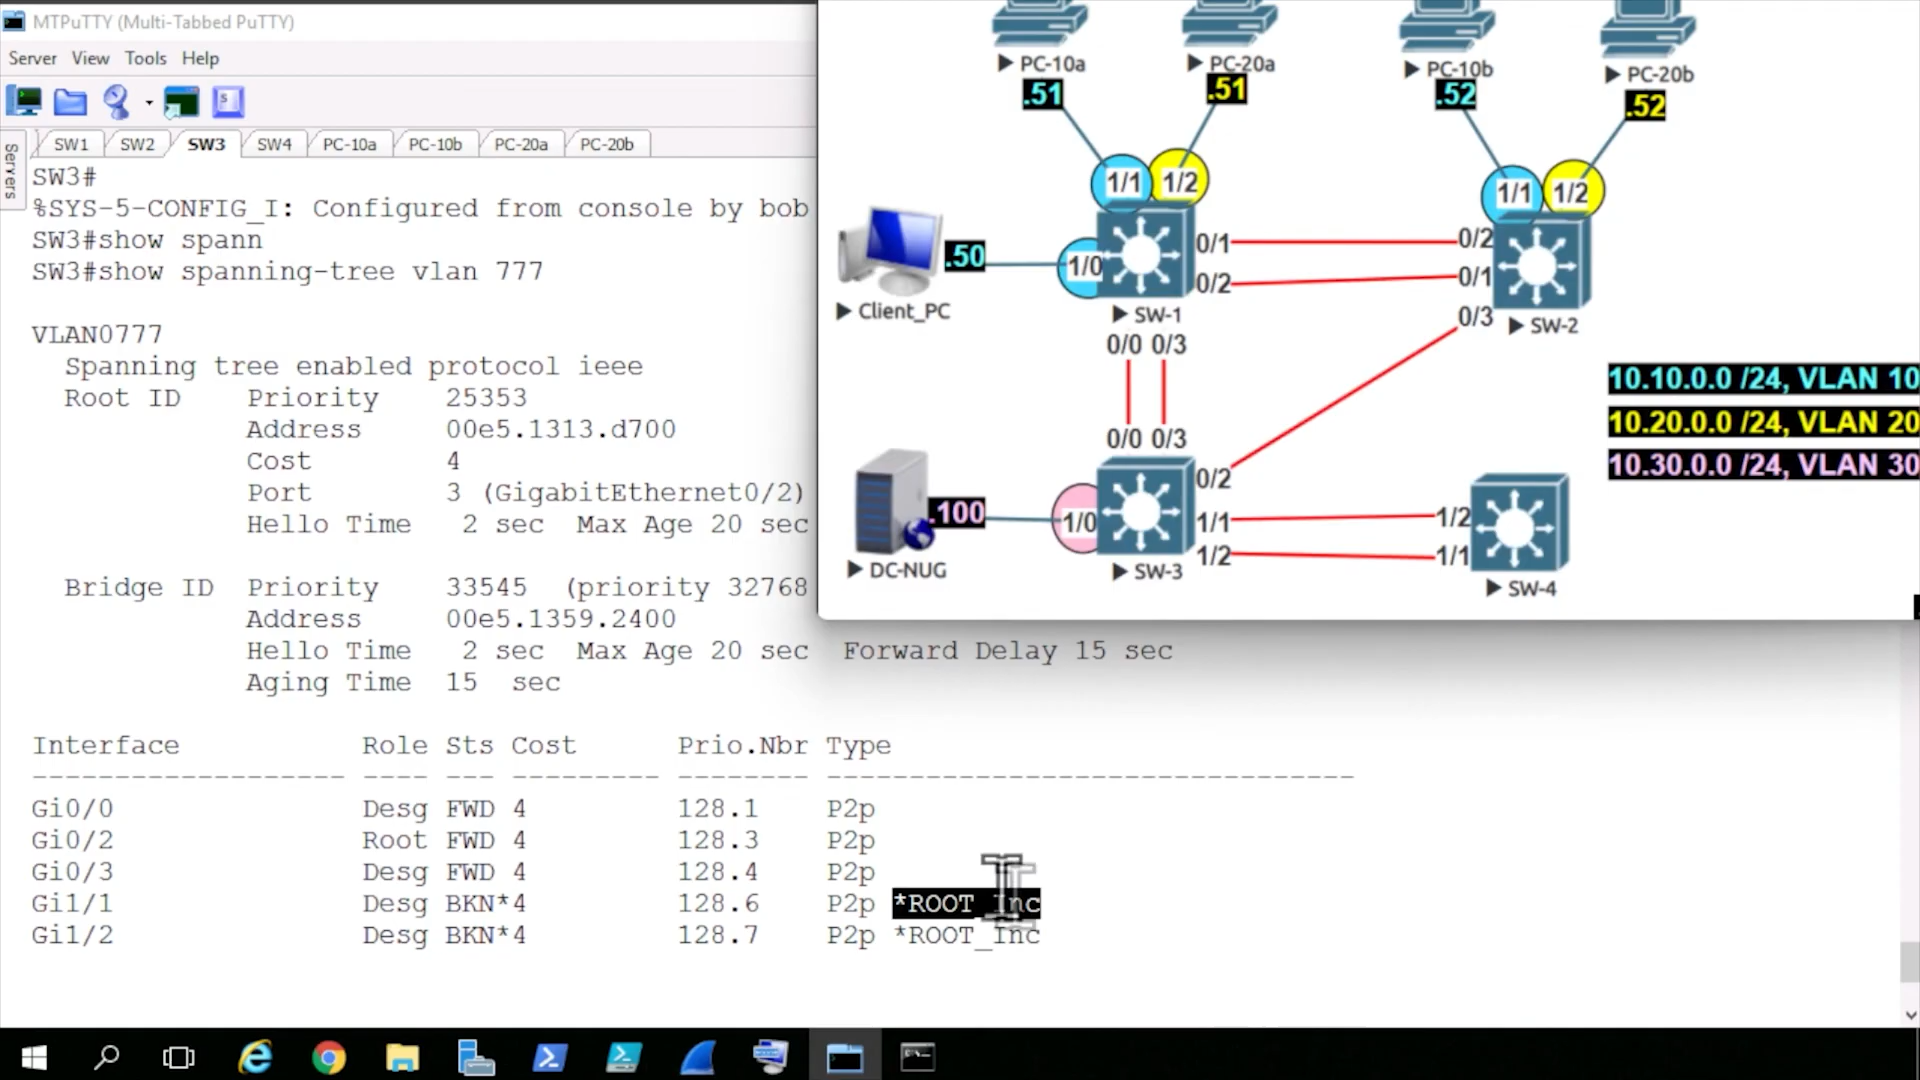 MTPuTTY (Multi-Tabbed PuTTY)
Server View Tools Help
SW1 SW2 SW3 SW4 PC-10a PC-10b PC-20a PC-20b
Servers
SW3#
%SYS-5-CONFIG_I: Configured from console by bob
SW3#show spann
SW3#show spanning-tree vlan 777
VLAN0777
Spanning tree enabled protocol ieee
Root ID Priority 25353
Address 00e5.1313.d700
Cost 4
Port 3 (GigabitEthernet0/2)
Hello Time 2 sec Max Age 20 sec
Bridge ID Priority 33545 (priority 32768
Address 00e5.1359.2400
Hello Time 2 sec Max Age 20 sec Forward Delay 15 sec
Aging Time 15 sec
Interface Role Sts Cost Prio.Nbr Type
------------------- ---- --- --------- -------- --------------------------------
Gi0/0 Desg FWD 4 128.1 P2p
Gi0/2 Root FWD 4 128.3 P2p
Gi0/3 Desg FWD 4 128.4 P2p
Gi1/1 Desg BKN*4 128.6 P2p *ROOT_Inc
Gi1/2 Desg BKN*4 128.7 P2p *ROOT_Inc
PC-10a PC-20a PC-10b PC-20b
.51 .51 .52 .52
1/1 1/2 1/1 1/2
Client_PC .50 1/0 SW-1 0/1 0/2
0/2 0/1 0/3 SW-2
0/0 0/3
0/0 0/3
10.10.0.0 /24, VLAN 10
10.20.0.0 /24, VLAN 20
10.30.0.0 /24, VLAN 30
DC-NUG .100 1/0 SW-3 0/2 1/1 1/2
1/2 1/1 SW-4